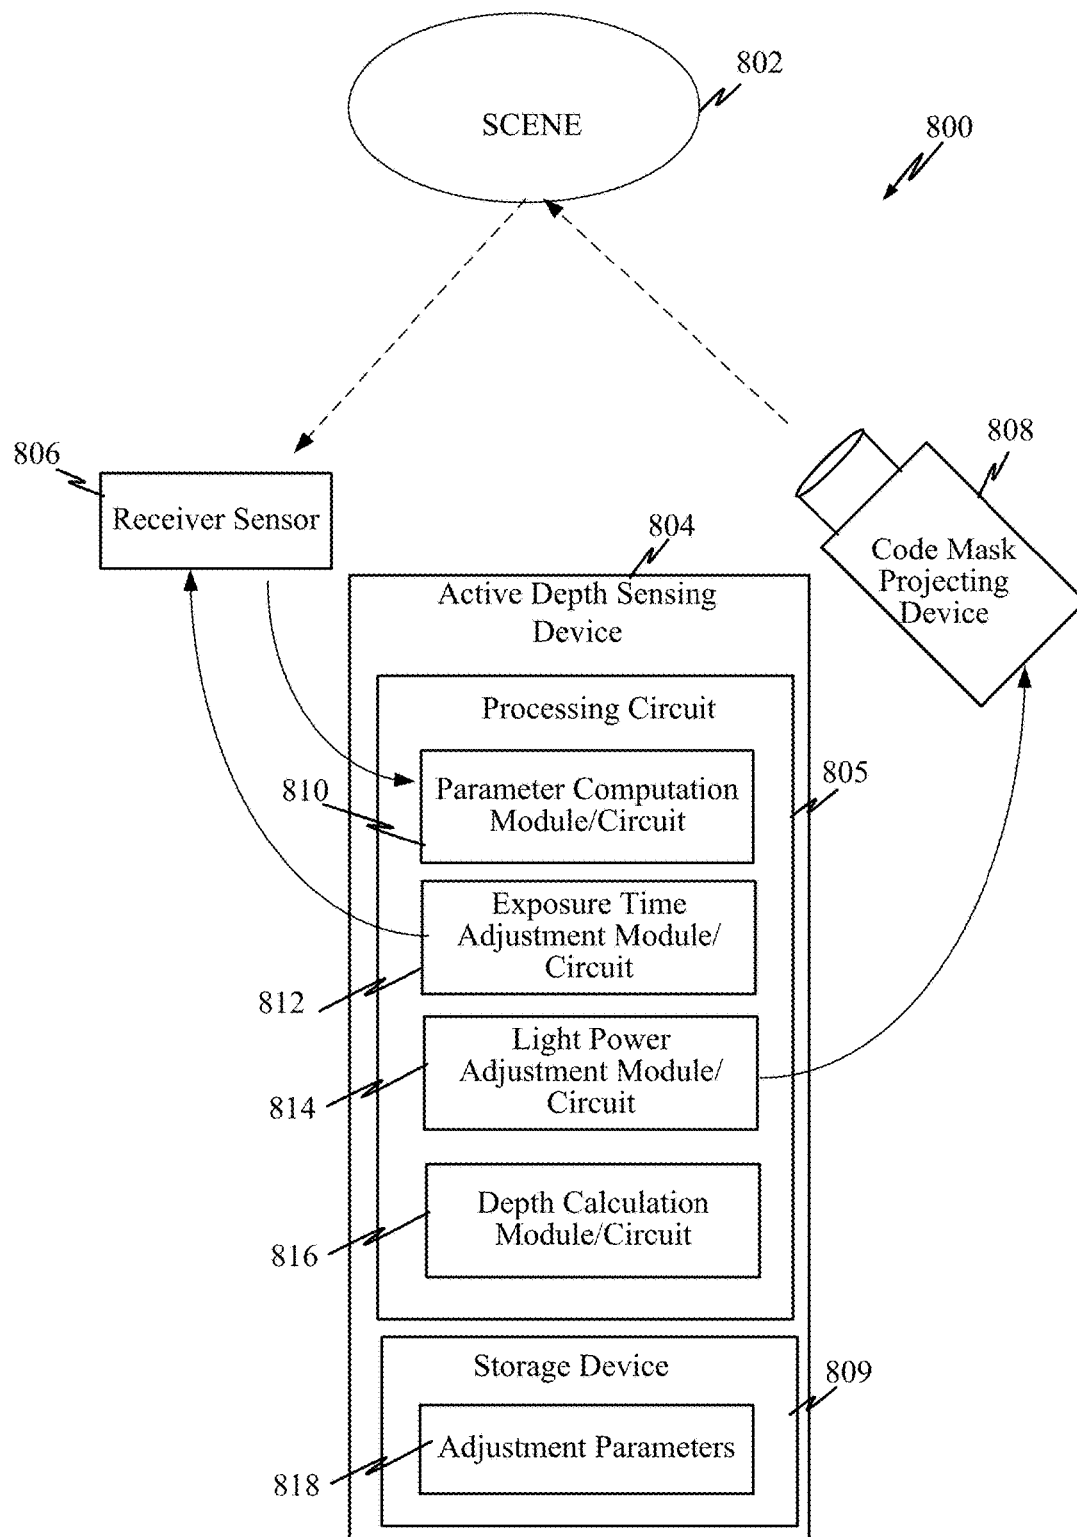 802
SCENE
800
806
Receiver Sensor
808
Code Mask
Projecting
Device
804
Active Depth Sensing
Device
Processing Circuit
805
810
Parameter Computation
Module/Circuit
Exposure Time
Adjustment Module/
Circuit
812
Light Power
Adjustment Module/
Circuit
814
Depth Calculation
Module/Circuit
816
Storage Device
809
Adjustment Parameters
818